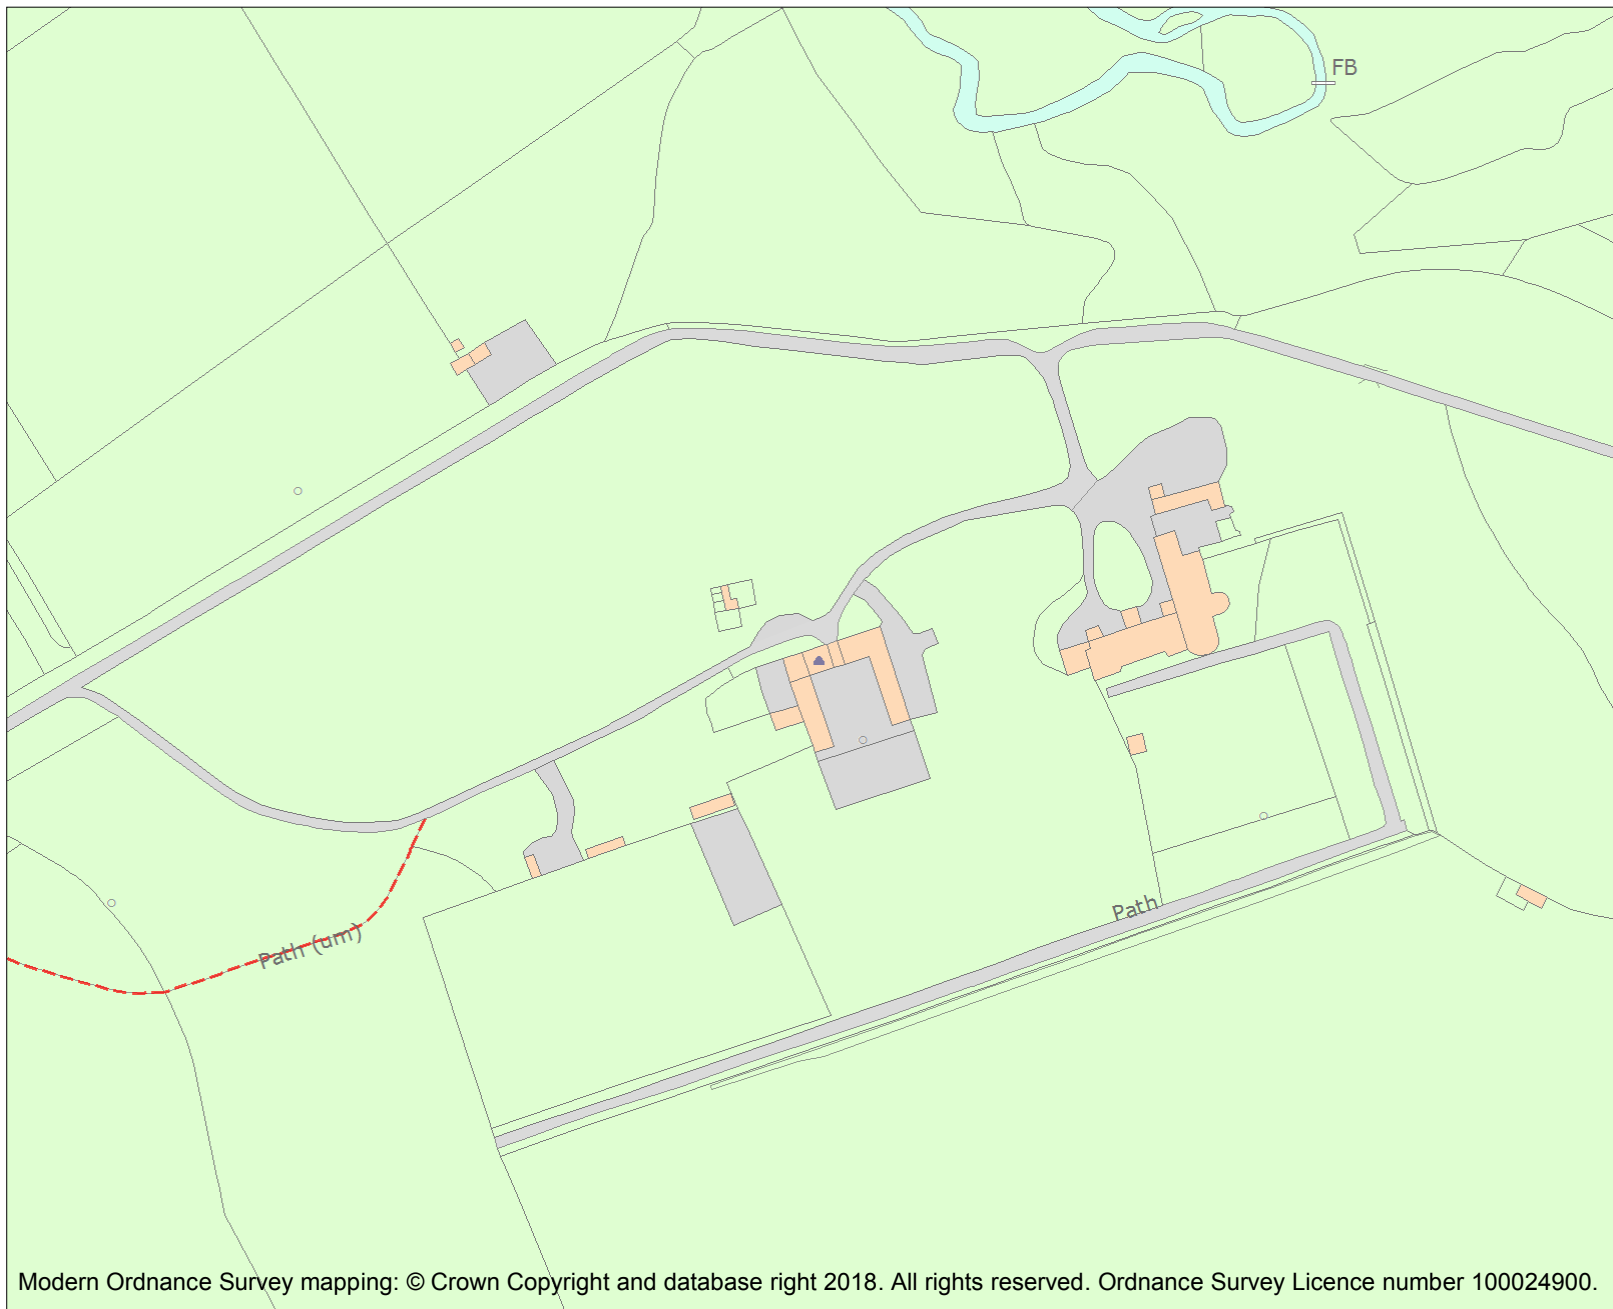 FB
Path
Path (um)
Modern Ordnance Survey mapping: © Crown Copyright and database right 2018. All rights reserved. Ordnance Survey Licence number 100024900.